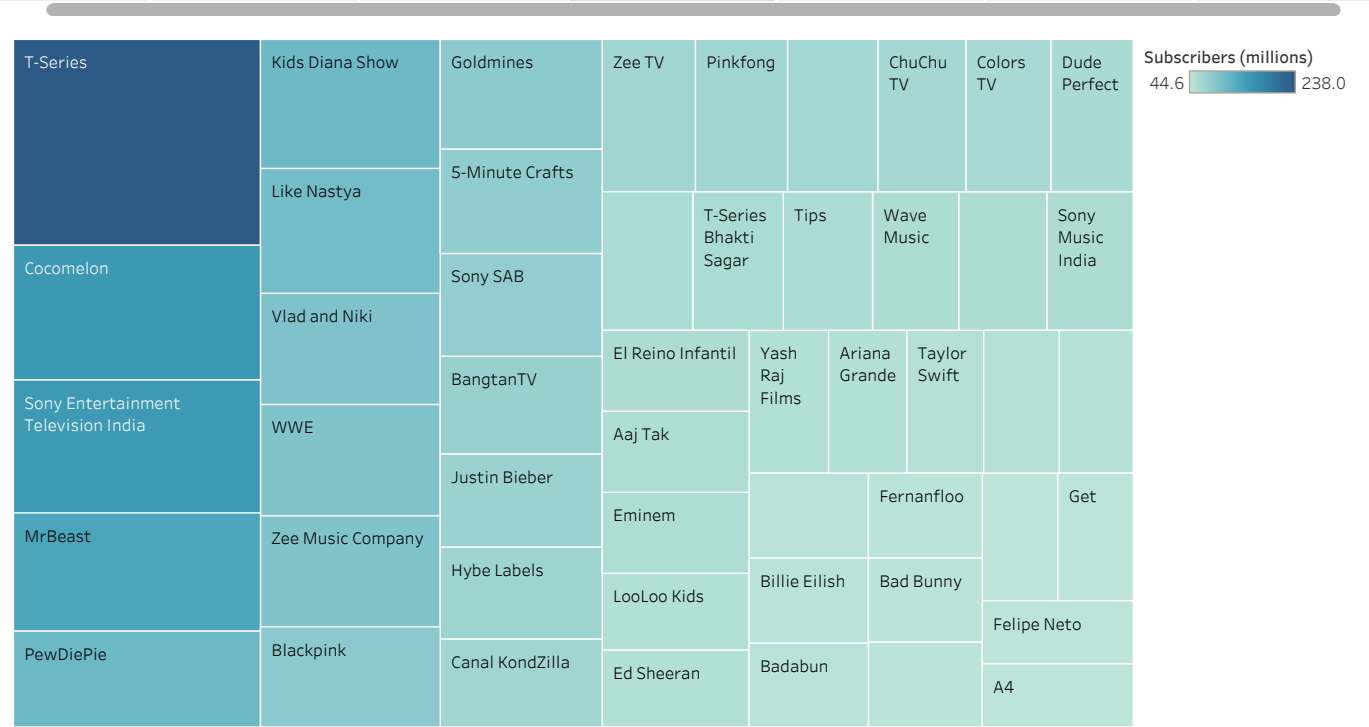 T-Series
Cocomelon
Sony Entertainment
Television India
MrBeast
PewDiePie
Kids Diana Show
Like Nastya
Vlad and Niki
WWE
Zee Music Company
Blackpink
Goldmines
5-Minute Crafts
Sony SAB
BangtanTV
Justin Bieber
Hybe Labels
Canal KondZilla
Zee TV
Pinkfong
ChuChu
TV
Colors
TV
Dude
Perfect
T-Series
Bhakti
Sagar
Tips
Wave
Music
Sony
Music
India
El Reino Infantil
Aaj Tak
Eminem
LooLoo Kids
Ed Sheeran
Yash
Raj
Films
Ariana
Grande
Taylor
Swift
Billie Eilish
Badabun
Fernanfloo
Bad Bunny
Get
Felipe Neto
A4
Subscribers (millions)
44.6
238.0